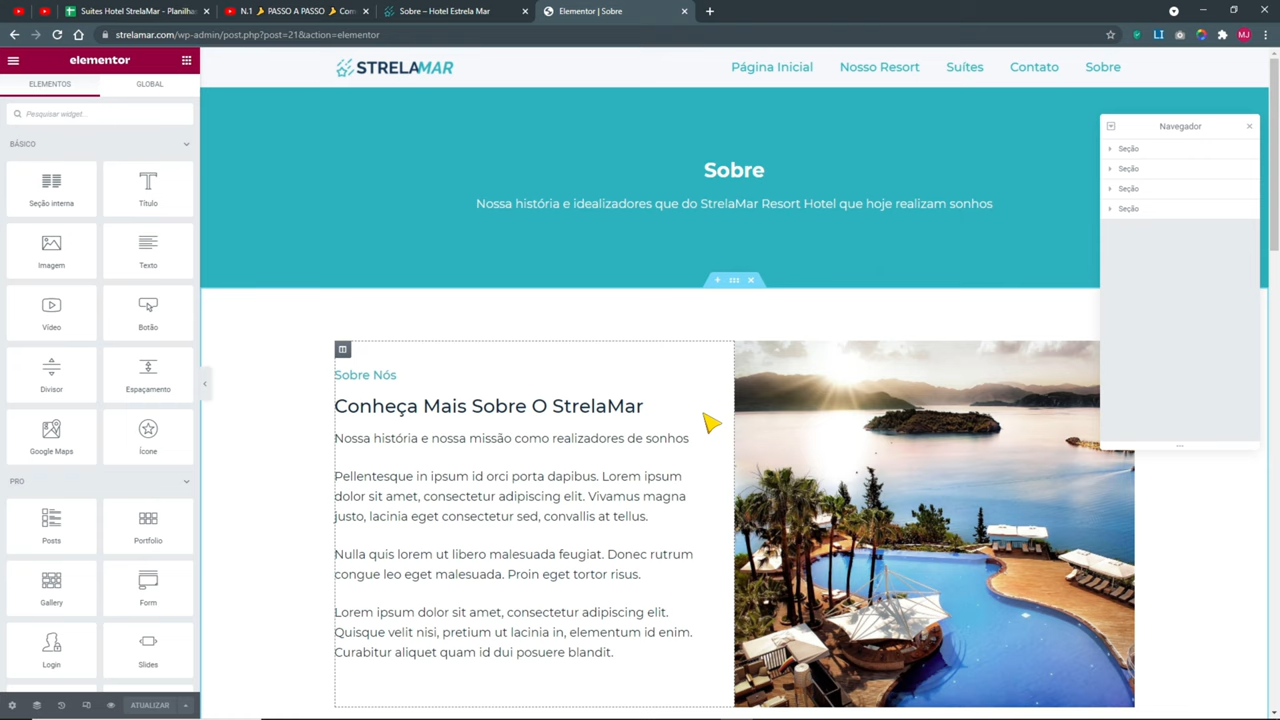 Suites Hotel StrelaMar - Planilha
N.1 PASSO A PASSO Com
Sobre – Hotel Estrela Mar
Elementor | Sobre
strelamar.com/wp-admin/post.php?post=21&action=elementor
LI
MJ
elementor
ELEMENTOS
GLOBAL
Pesquisar widget...
BÁSICO
Seção interna
Título
Imagem
Texto
Vídeo
Botão
Divisor
Espaçamento
Google Maps
Ícone
PRO
Posts
Portfolio
Gallery
Form
Login
Slides
ATUALIZAR
STRELAMAR
Página Inicial
Nosso Resort
Suítes
Contato
Sobre
Sobre
Nossa história e idealizadores que do StrelaMar Resort Hotel que hoje realizam sonhos
Sobre Nós
Conheça Mais Sobre O StrelaMar
Nossa história e nossa missão como realizadores de sonhos
Pellentesque in ipsum id orci porta dapibus. Lorem ipsum
dolor sit amet, consectetur adipiscing elit. Vivamus magna
justo, lacinia eget consectetur sed, convallis at tellus.
Nulla quis lorem ut libero malesuada feugiat. Donec rutrum
congue leo eget malesuada. Proin eget tortor risus.
Lorem ipsum dolor sit amet, consectetur adipiscing elit.
Quisque velit nisi, pretium ut lacinia in, elementum id enim.
Curabitur aliquet quam id dui posuere blandit.
Navegador
Seção
Seção
Seção
Seção